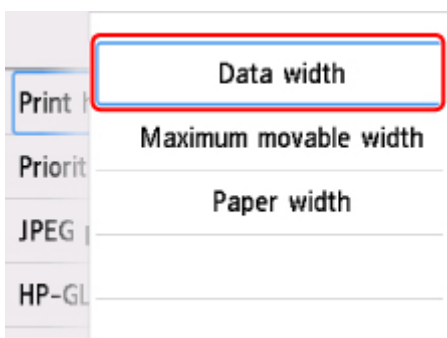 Data width
Print
Maximum movable width
Priorit
Paper width
JPEG
HP-GL